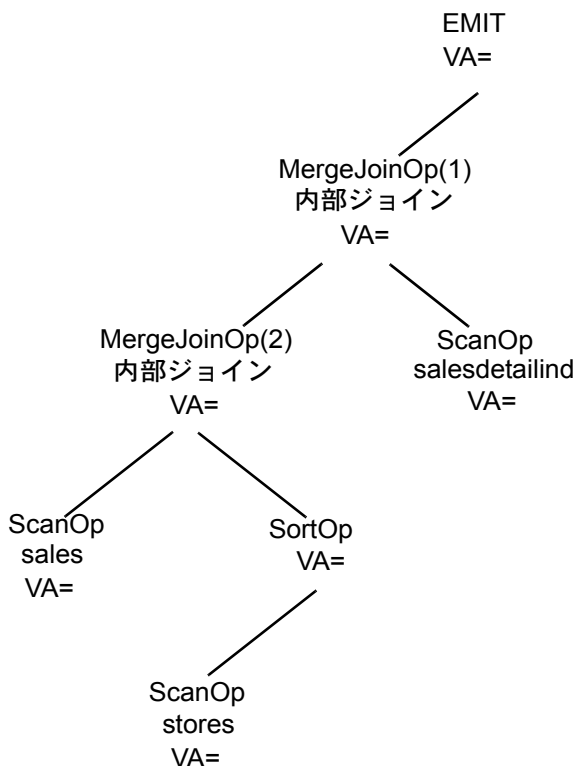 EMIT
VA=
MergeJoinOp(1)
内部ジョイン
VA=
MergeJoinOp(2)
内部ジョイン
VA=
ScanOp
salesdetailind
VA=
ScanOp
sales
VA=
SortOp
VA=
ScanOp
stores
VA=